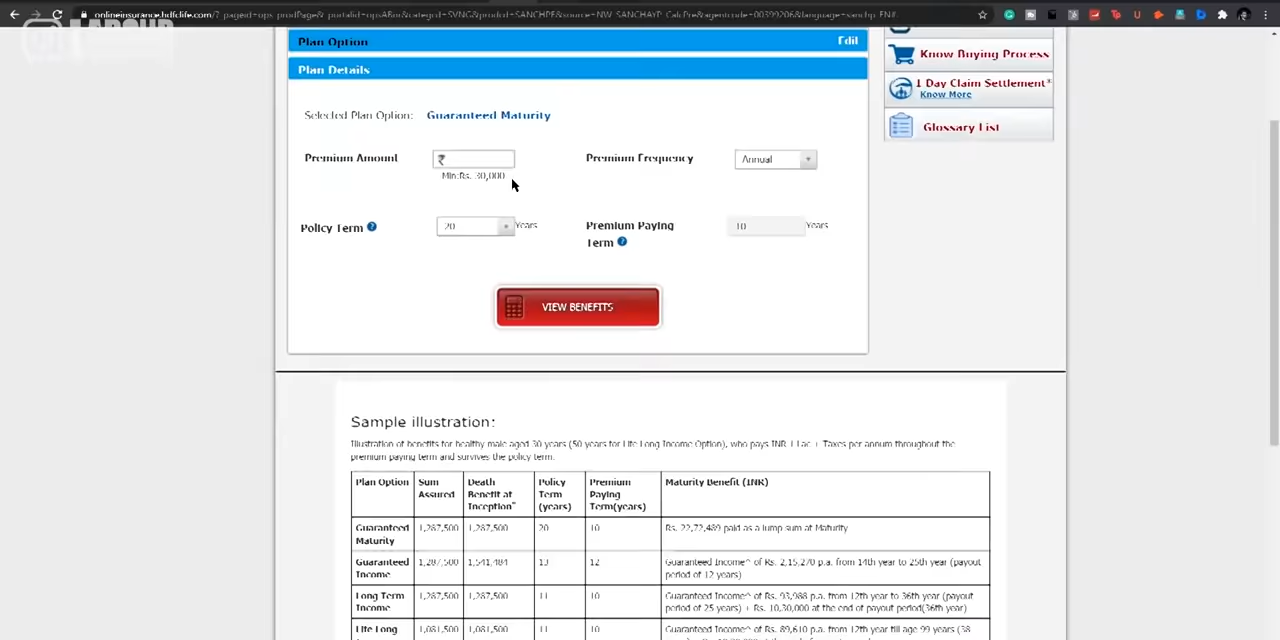 onlineinsurance.hdfclife.com/
Know Buying Process
Plan Option
Edit
Plan Details
1 Day Claim Settlement*
Know More
Glossary List
Selected Plan Option: Guaranteed Maturity
Premium Amount ₹
Premium Frequency Annual
Min:Rs. 30,000
Policy Term 20 Years
Premium Paying 10 Years
Term
VIEW BENEFITS
Sample illustration:
Illustration of benefits for healthy male aged 30 years (50 years for Life Long Income Option), who pays INR 1 Lac + Taxes per annum throughout the
premium paying term and survives the policy term.
Plan Option
Sum
Assured
Death
Benefit at
Inception
Policy
Term
(years)
Premium
Paying
Term(years)
Maturity Benefit (INR)
Guaranteed
Maturity
1,287,500
1,287,500
20
10
Rs. 22,72,489 paid as a lump sum at Maturity
Guaranteed
Income
1,287,500
12
Guaranteed Income^ of Rs. 2,15,270 p.a. from 14th year to 25th year (payout
period of 12 years)
Long Term
Income
1,287,500
1,287,500
11
10
Guaranteed Income^ of Rs. 93,988 p.a. from 12th year to 36th year (payout
period of 25 years) + Rs. 10,30,000 at the end of payout period(36th year)
Life Long
1,081,500
1,081,500
11
10
Guaranteed Income^ of Rs. 89,610 p.a. from 12th year till age 99 years (38